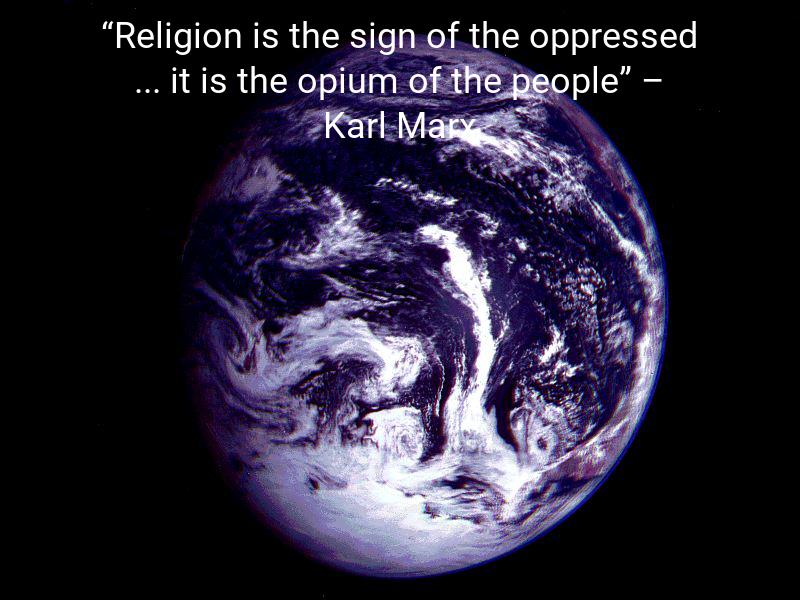 “Religion is the sign of the oppressed
... it is the opium of the people” –
Karl Marx